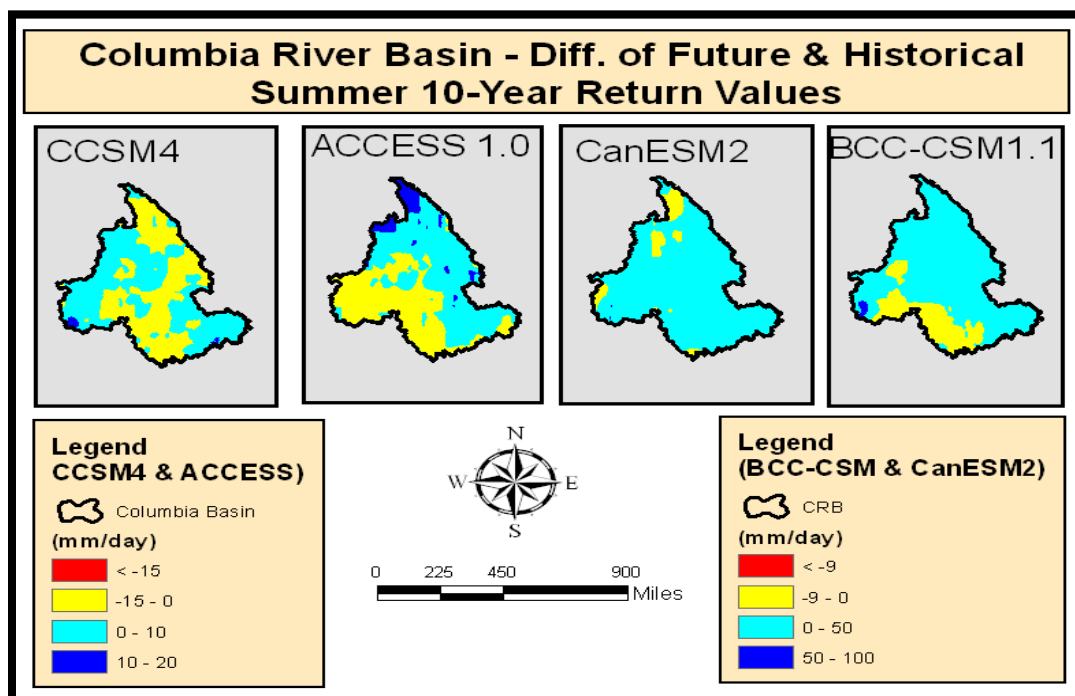 Columbia River Basin - Diff. of Future & Historical
Summer 10-Year Return Values
CCSM4
ACCESS 1.0
CanESM2
BCC-CSM1.1
Legend
CCSM4 & ACCESS)
Columbia Basin
(mm/day)
< -15
-15 - 0
0 - 10
10 - 20
N
W
E
S
0
225
450
900
Miles
Legend
(BCC-CSM & CanESM2)
CRB
(mm/day)
< -9
-9 - 0
0 - 50
50 - 100